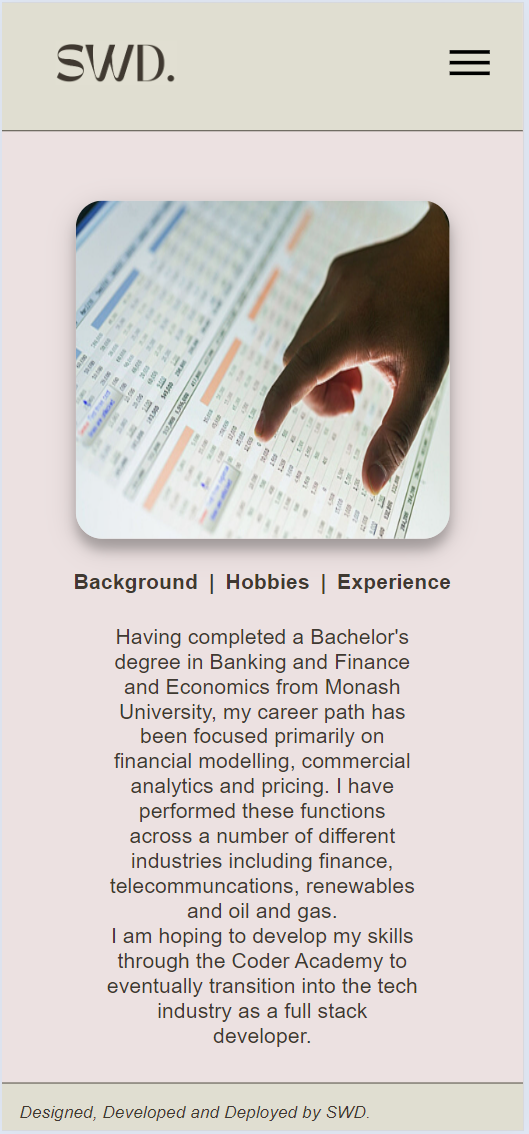 SWD.
Background | Hobbies | Experience
Having completed a Bachelor's
degree in Banking and Finance
and Economics from Monash
University, my career path has
been focused primarily on
financial modelling, commercial
analytics and pricing. I have
performed these functions
across a number of different
industries including finance,
telecommuncations, renewables
and oil and gas.
I am hoping to develop my skills
through the Coder Academy to
eventually transition into the tech
industry as a full stack
developer.
Designed, Developed and Deployed by SWD.